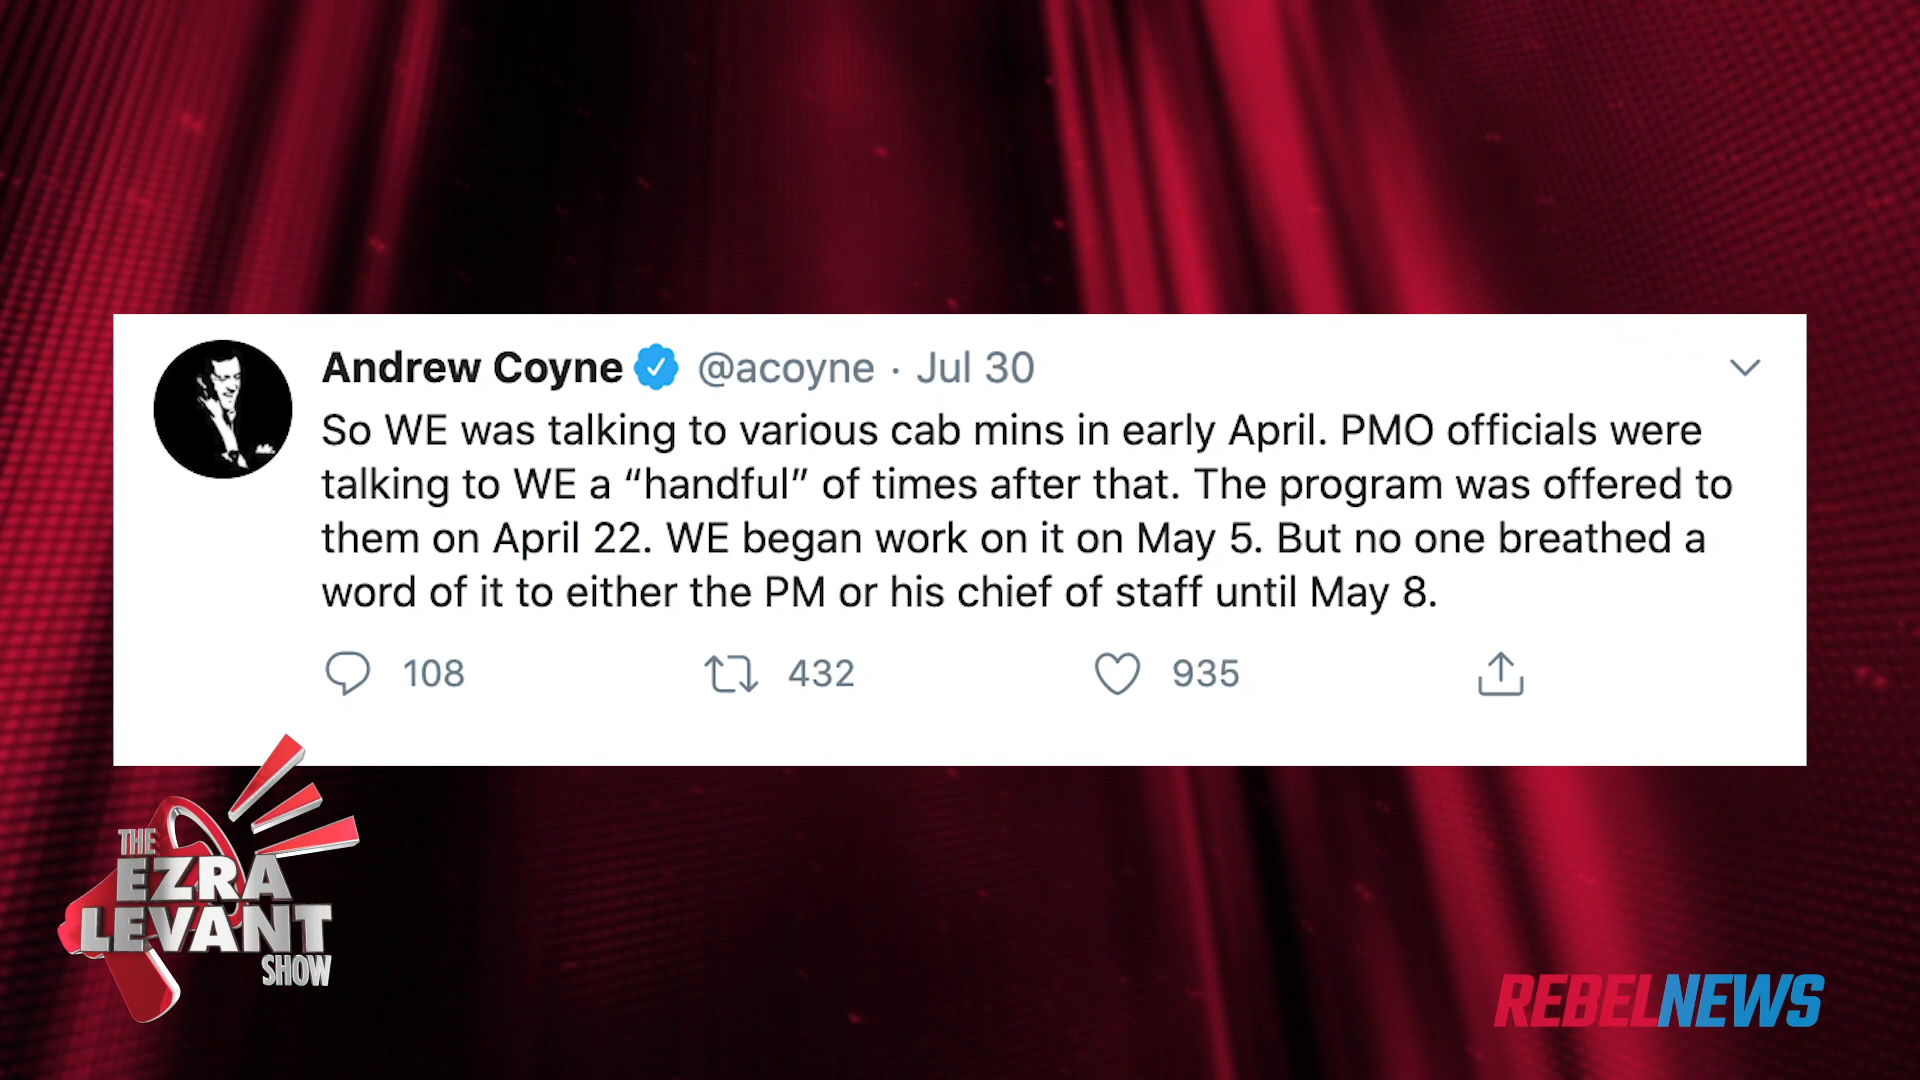 Andrew Coyne @acoyne · Jul 30
So WE was talking to various cab mins in early April. PMO officials were
talking to WE a “handful” of times after that. The program was offered to
them on April 22. WE began work on it on May 5. But no one breathed a
word of it to either the PM or his chief of staff until May 8.
108 432 935
THE
EZRA
LEVANT
SHOW
REBELNEWS